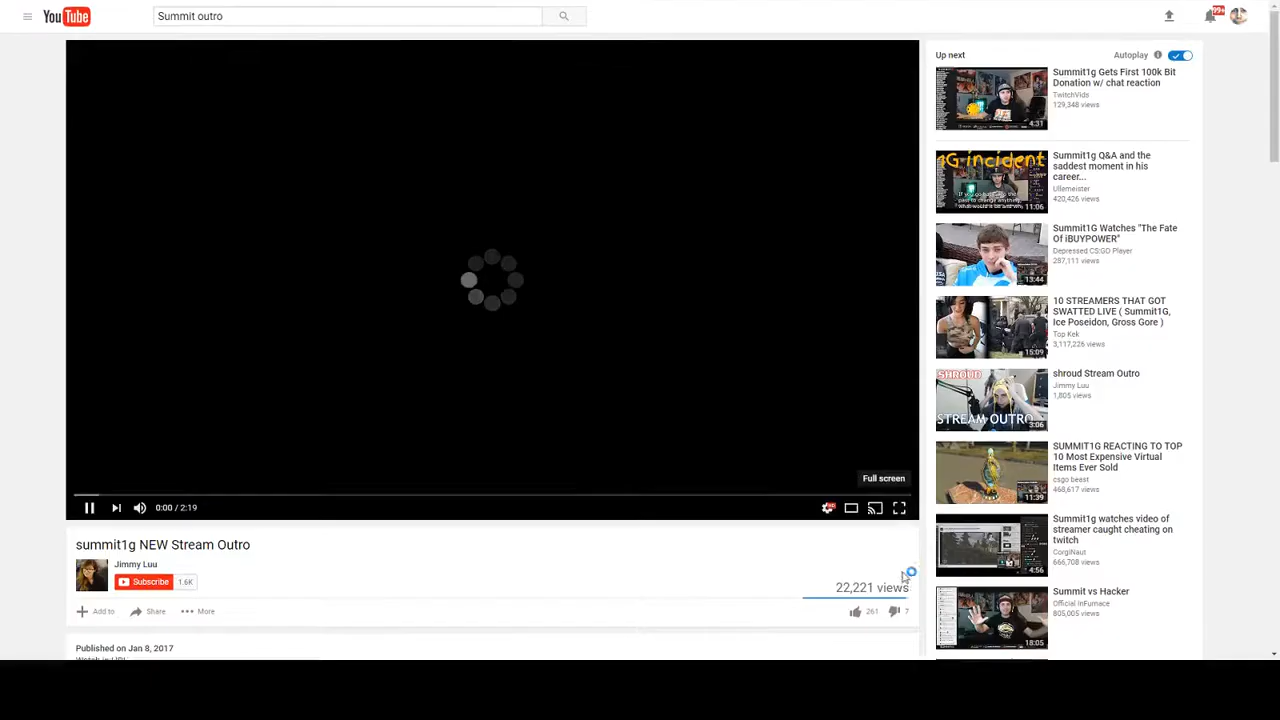 YouTube
Summit outro
99+
Full screen
0:00 / 2:19
summit1g NEW Stream Outro
Jimmy Luu
Subscribe 1.6K
22,221 views
Add to Share More
261 7
Published on Jan 8, 2017
Up next
Autoplay
Summit1g Gets First 100k Bit
Donation w/ chat reaction
TwitchVids
129,348 views
4:31
Summit1g Q&A and the
saddest moment in his
career...
Ullemeister
420,426 views
1G incident
11:06
Summit1G Watches "The Fate
Of iBUYPOWER"
Depressed CS:GO Player
287,111 views
13:44
10 STREAMERS THAT GOT
SWATTED LIVE ( Summit1G,
Ice Poseidon, Gross Gore )
Top Kek
3,117,226 views
15:09
shroud Stream Outro
Jimmy Luu
1,805 views
SHROUD
STREAM OUTRO
3:06
SUMMIT1G REACTING TO TOP
10 Most Expensive Virtual
Items Ever Sold
csgo beast
468,617 views
11:39
Summit1g watches video of
streamer caught cheating on
twitch
CorgiNaut
666,708 views
4:56
Summit vs Hacker
Official InFurnace
805,005 views
18:05